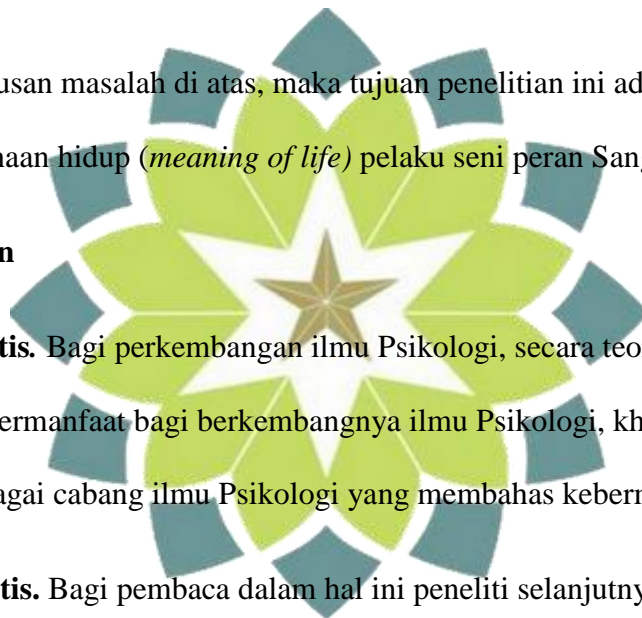 usan masalah di atas, maka tujuan penelitian ini ad
naan hidup (meaning of life) pelaku seni peran Sang
n
tis. Bagi perkembangan ilmu Psikologi, secara teo
ermanfaat bagi berkembangnya ilmu Psikologi, kh
agai cabang ilmu Psikologi yang membahas keberm
tis. Bagi pembaca dalam hal ini peneliti selanjutny